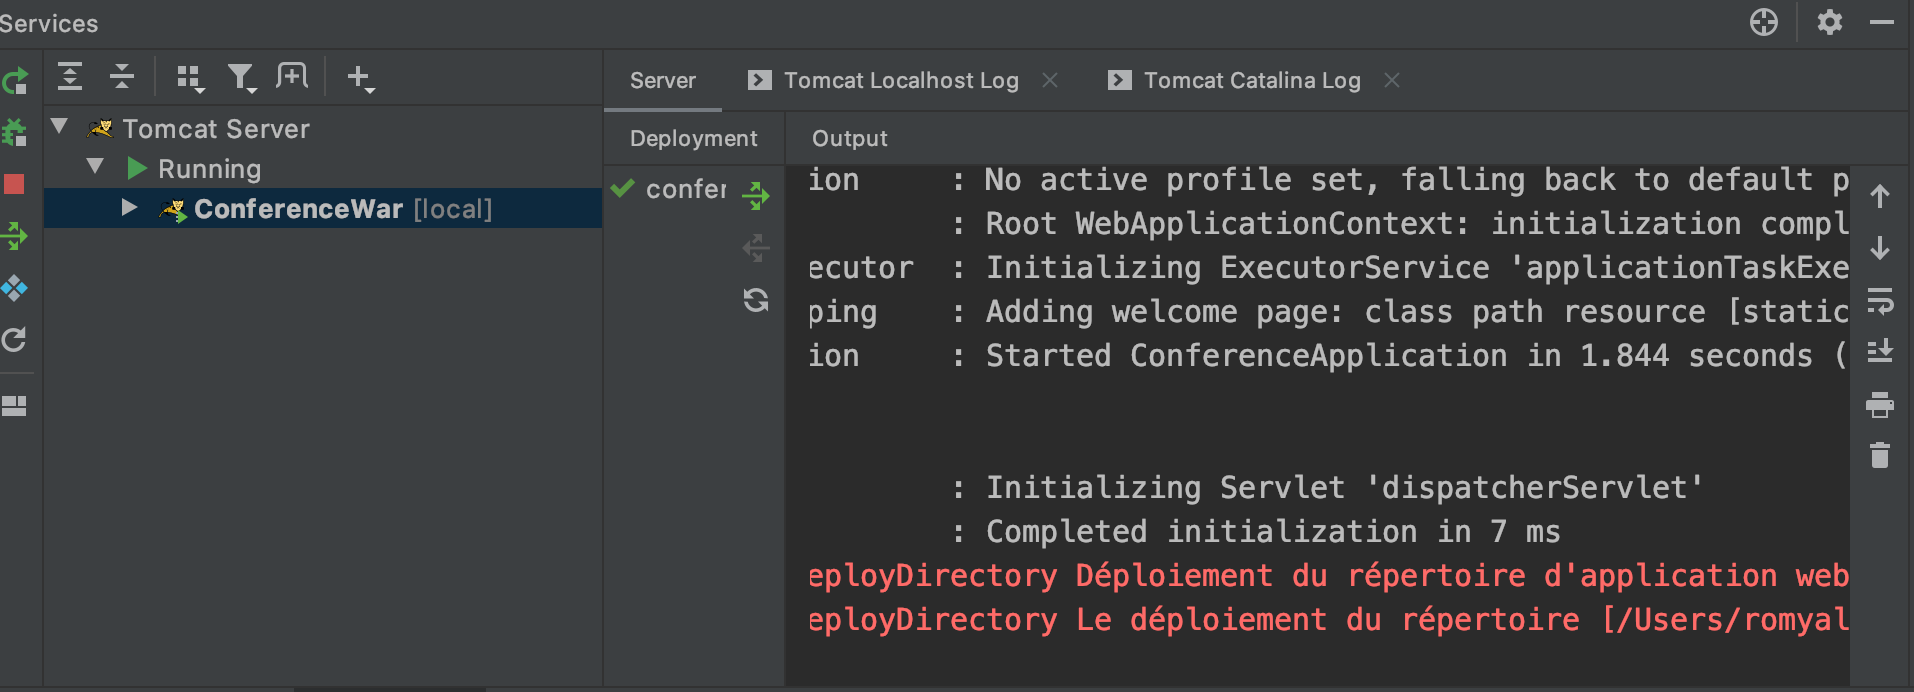 Services
Server
Tomcat Localhost Log
Tomcat Catalina Log
Tomcat Server
Running
ConferenceWar [local]
Deployment
Output
confer
ion : No active profile set, falling back to default p
: Root WebApplicationContext: initialization compl
ecutor : Initializing ExecutorService 'applicationTaskExe
ping : Adding welcome page: class path resource [static
ion : Started ConferenceApplication in 1.844 seconds (
: Initializing Servlet 'dispatcherServlet'
: Completed initialization in 7 ms
eployDirectory Déploiement du répertoire d'application web
eployDirectory Le déploiement du répertoire [/Users/romyal